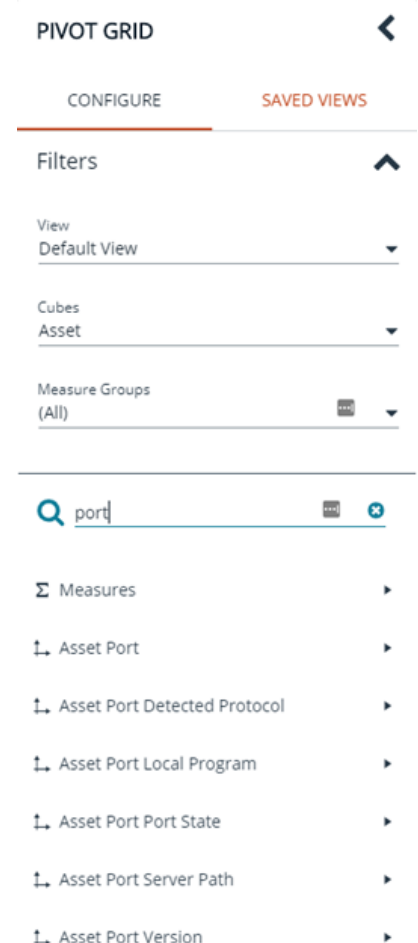 PIVOT GRID
CONFIGURE
SAVED VIEWS
Filters
View
Default View
Cubes
Asset
Measure Groups
(All)
port
Σ Measures
Asset Port
Asset Port Detected Protocol
Asset Port Local Program
Asset Port Port State
Asset Port Server Path
Asset Port Version